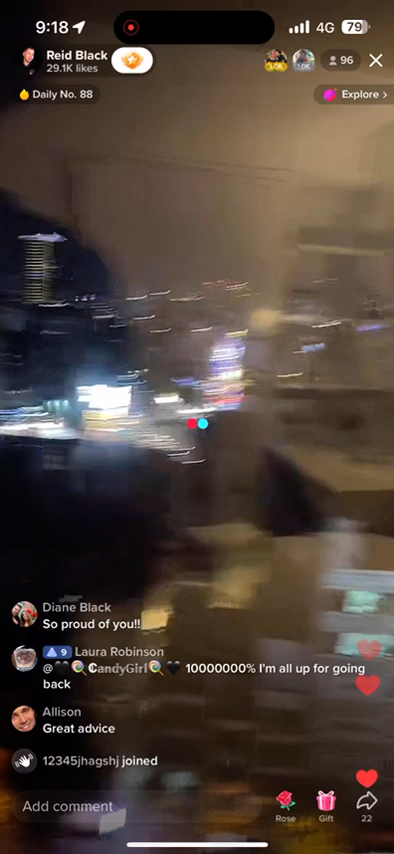 9:18
4G
79
Reid Black
29.1K likes
96
Daily No. 88
Explore >
Diane Black
So proud of you!!
9 Laura Robinson
@🖤🍭CandyGirl🍭🖤 10000000% I'm all up for going
back
Allison
Great advice
12345jhagshj joined
Add comment
Rose
Gift
22